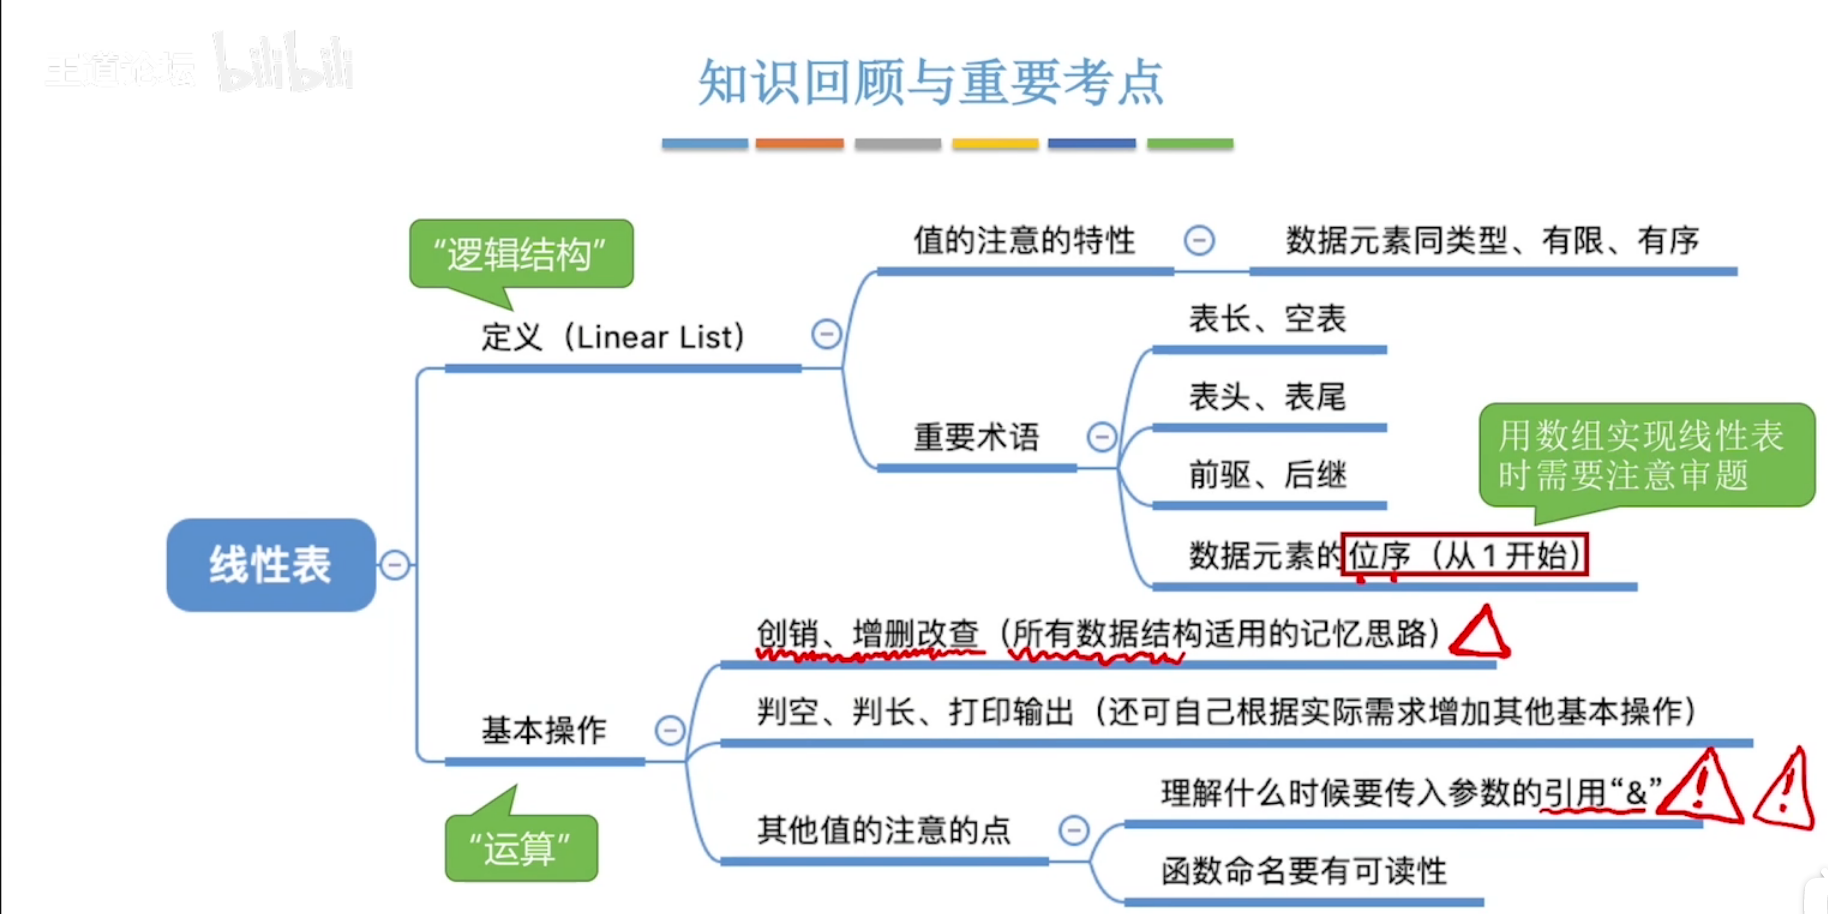 王道论坛 bilibili
知识回顾与重要考点
“逻辑结构”
定义（Linear List）
值的注意的特性
数据元素同类型、有限、有序
重要术语
表长、空表
表头、表尾
前驱、后继
数据元素的位序（从1开始）
用数组实现线性表
时需要注意审题
线性表
基本操作
“运算”
创销、增删改查（所有数据结构适用的记忆思路）
判空、判长、打印输出（还可自己根据实际需求增加其他基本操作）
其他值的注意的点
理解什么时候要传入参数的引用“&”
!
!
函数命名要有可读性